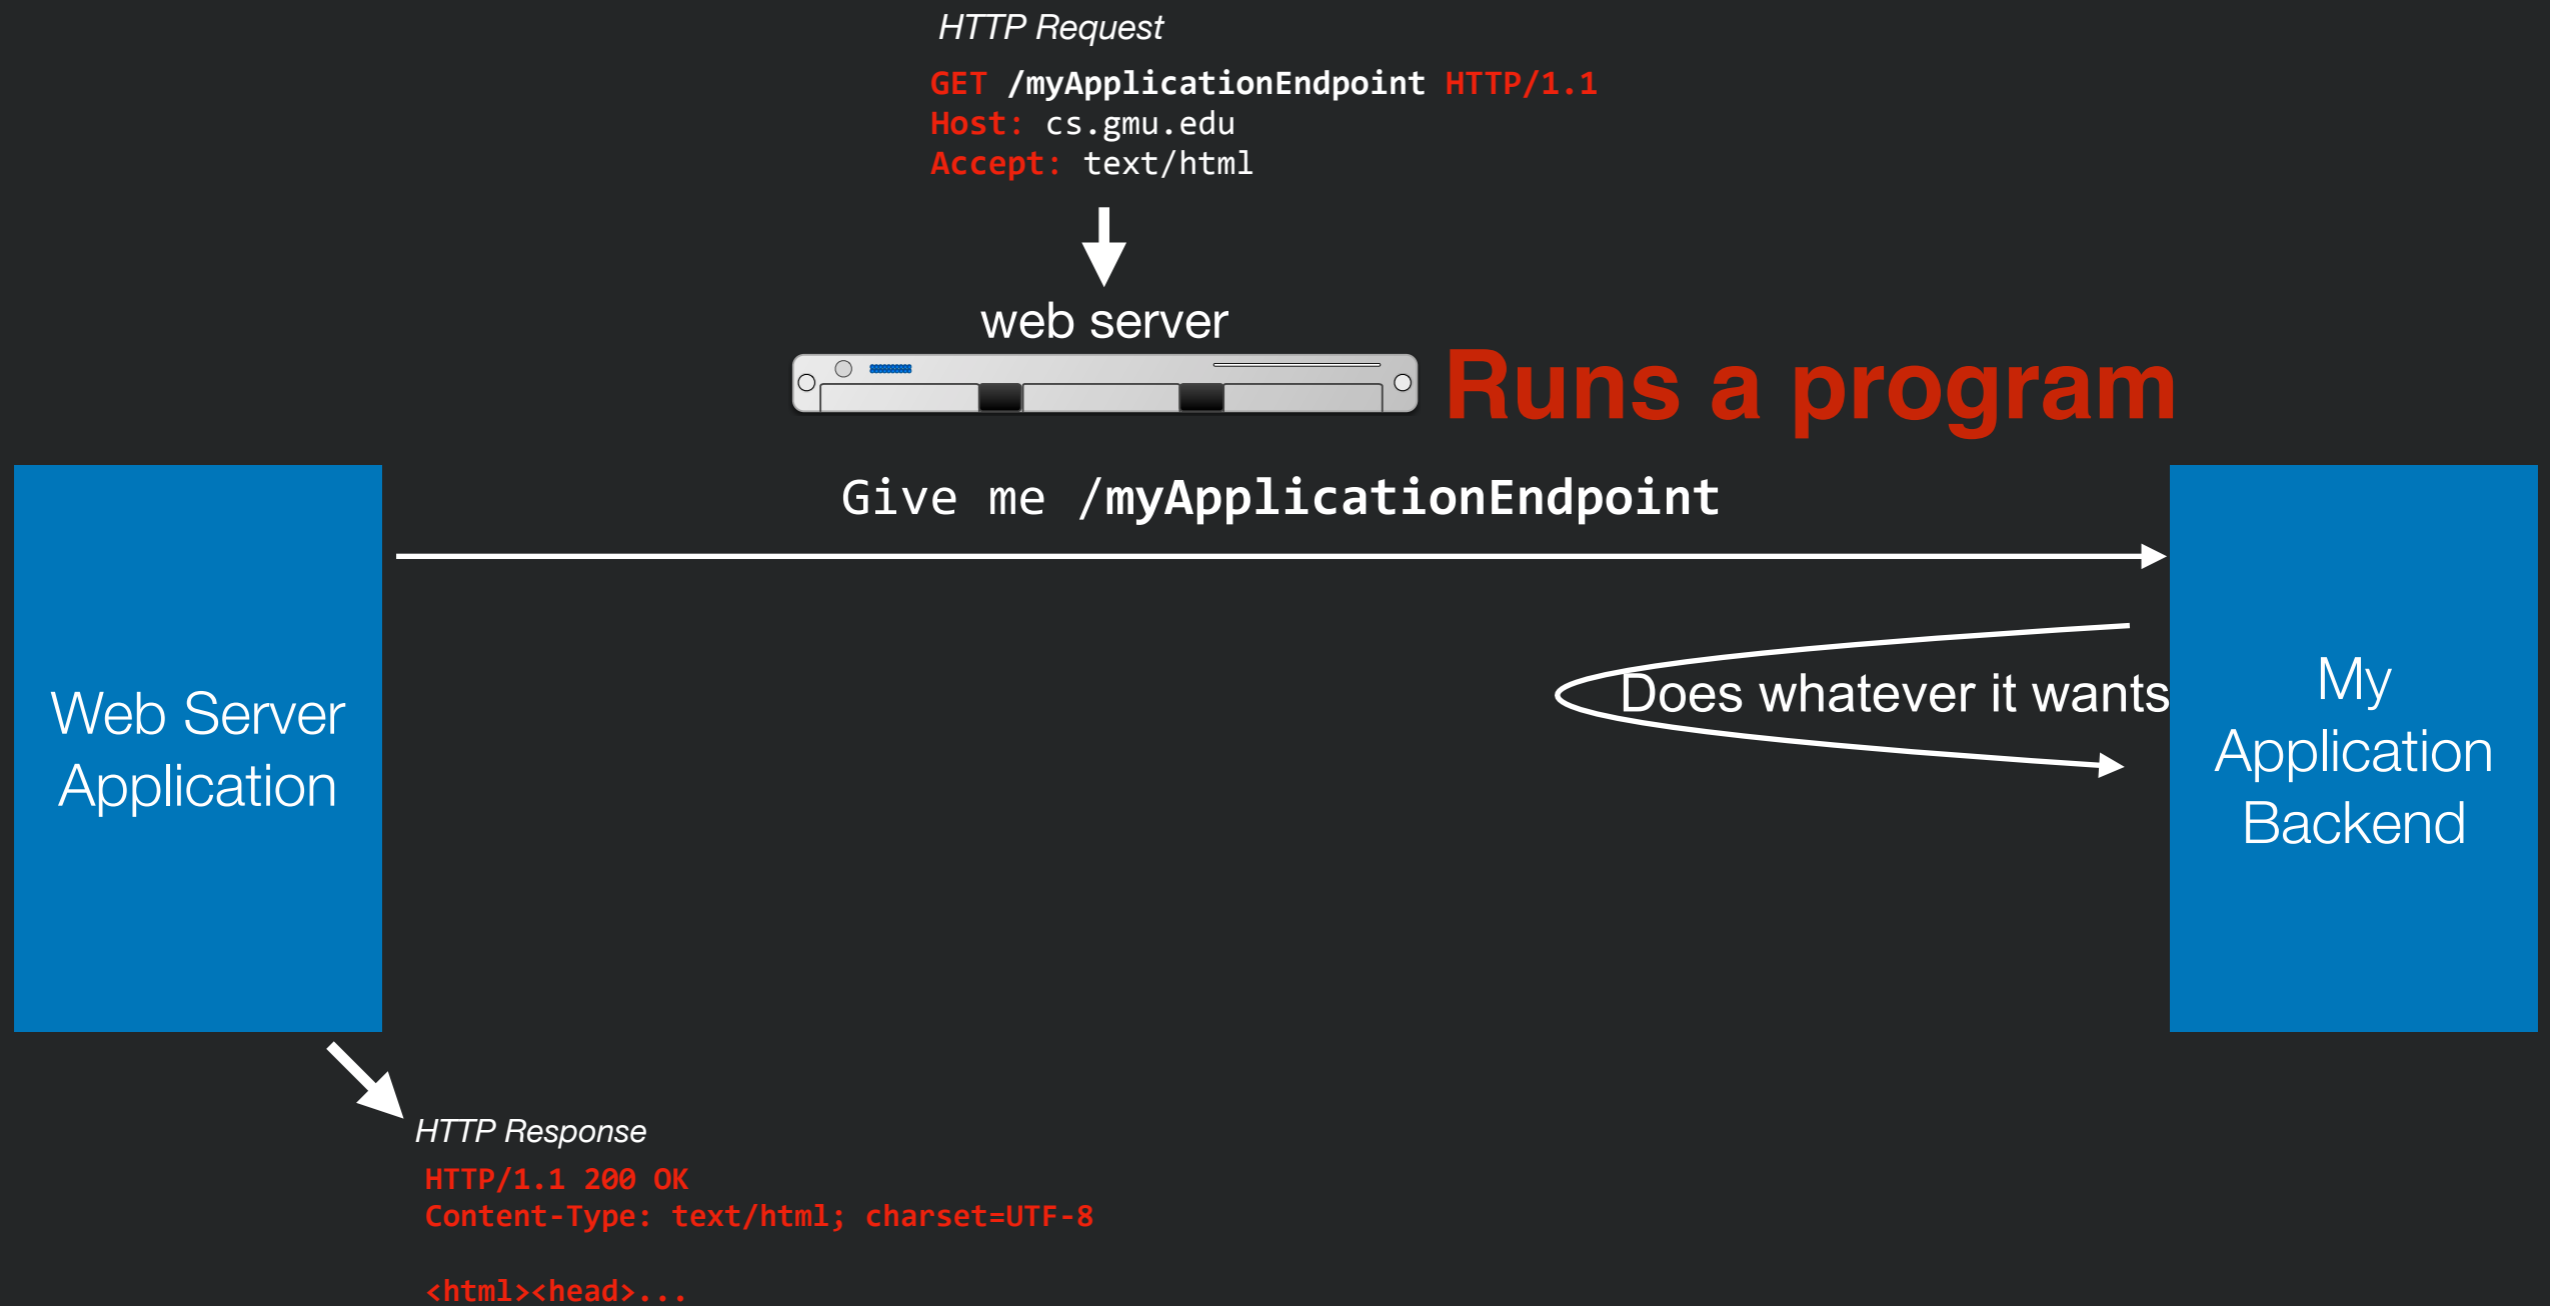 HTTP Request
GET /myApplicationEndpoint HTTP/1.1
Host: cs.gmu.edu
Accept: text/html
web server
Runs a program
Give me /myApplicationEndpoint
Does whatever it wants
Web Server
Application
My
Application
Backend
HTTP Response
HTTP/1.1 200 OK
Content-Type: text/html; charset=UTF-8
<html><head>...